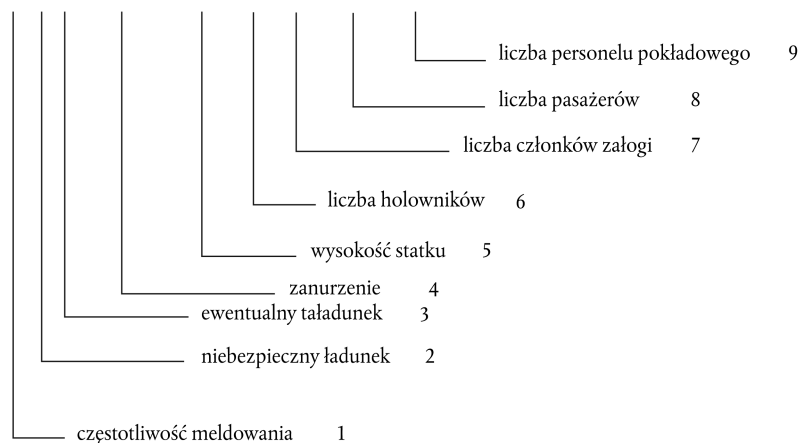 liczba personelu pokładowego 9
liczba pasażerów 8
liczba członków załogi 7
liczba holowników 6
wysokość statku 5
zanurzenie 4
ewentualny taładunek 3
niebezpieczny ładunek 2
częstotliwość meldowania 1